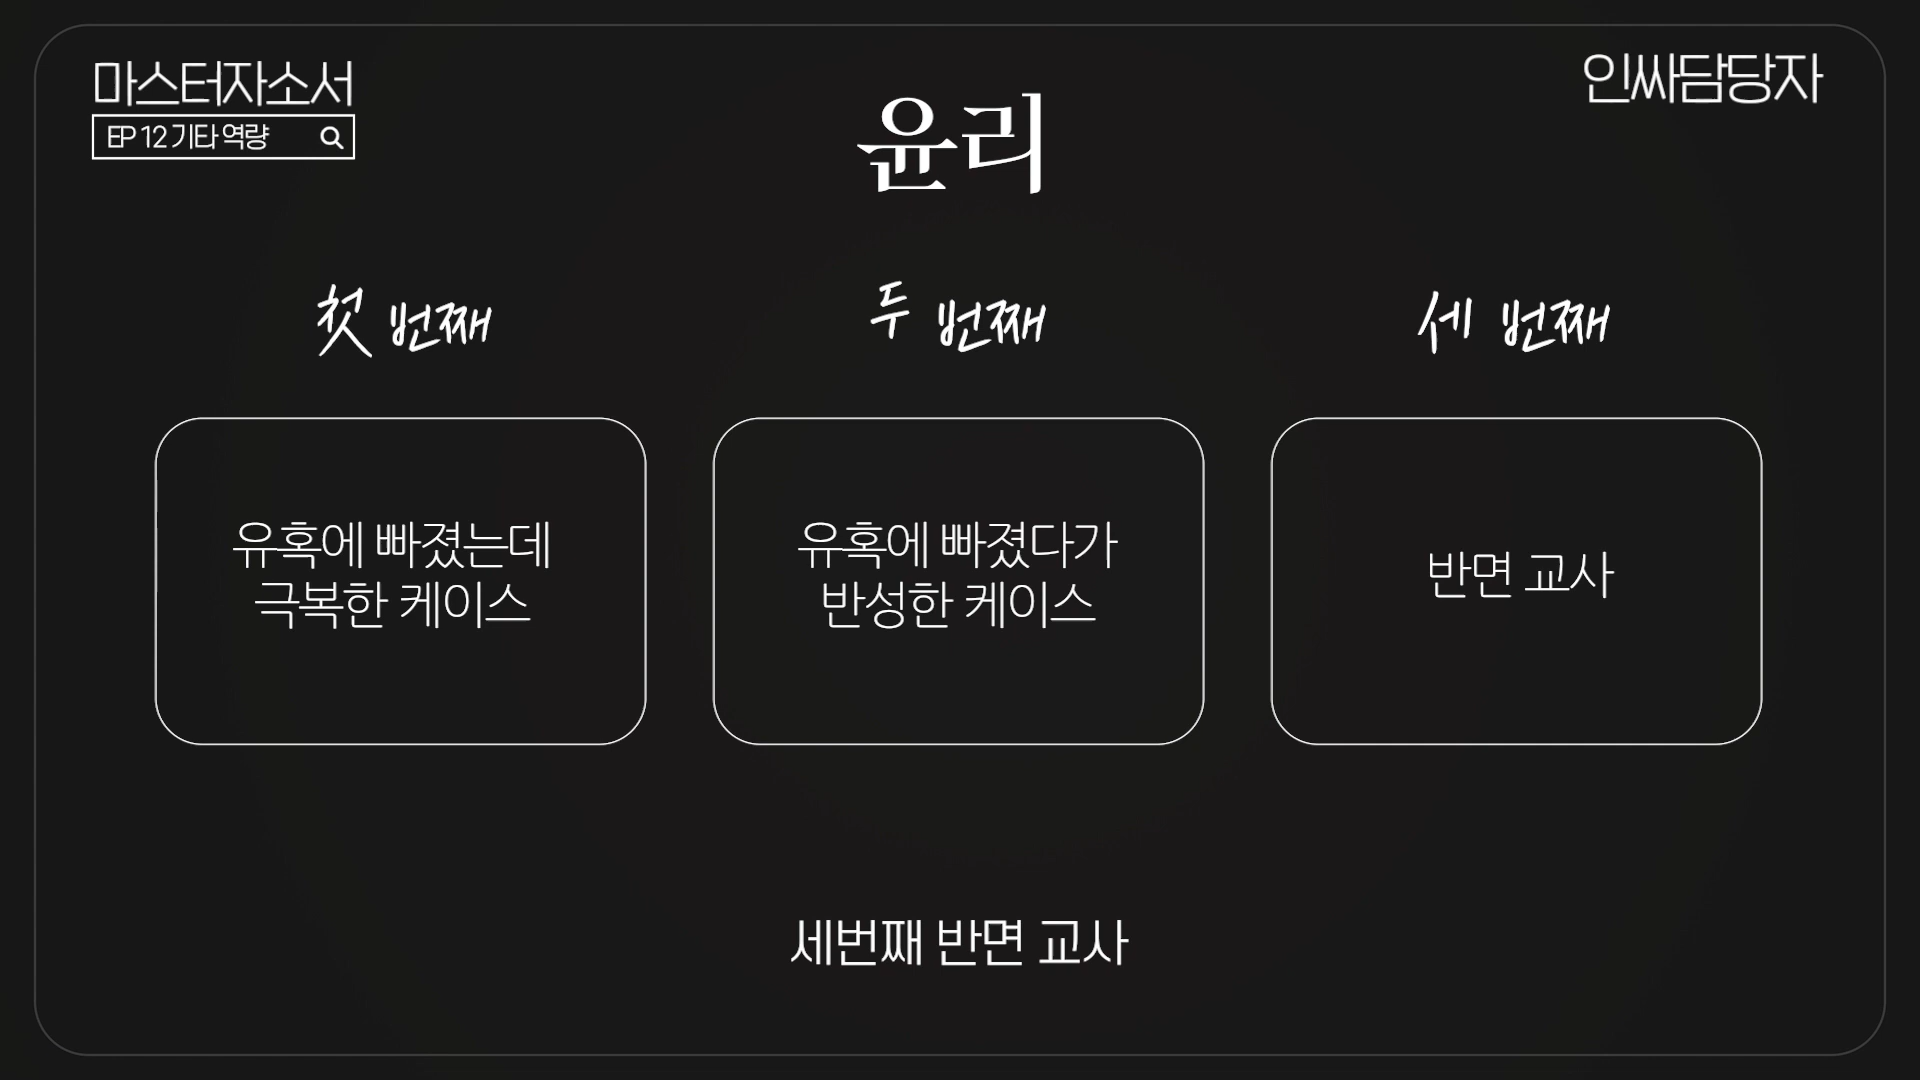 마스터자소서
EP 12 기타 역량
인싸담당자
윤리
첫 번째
두 번째
세 번째
유혹에 빠졌는데
극복한 케이스
유혹에 빠졌다가
반성한 케이스
반면 교사
세번째 반면 교사